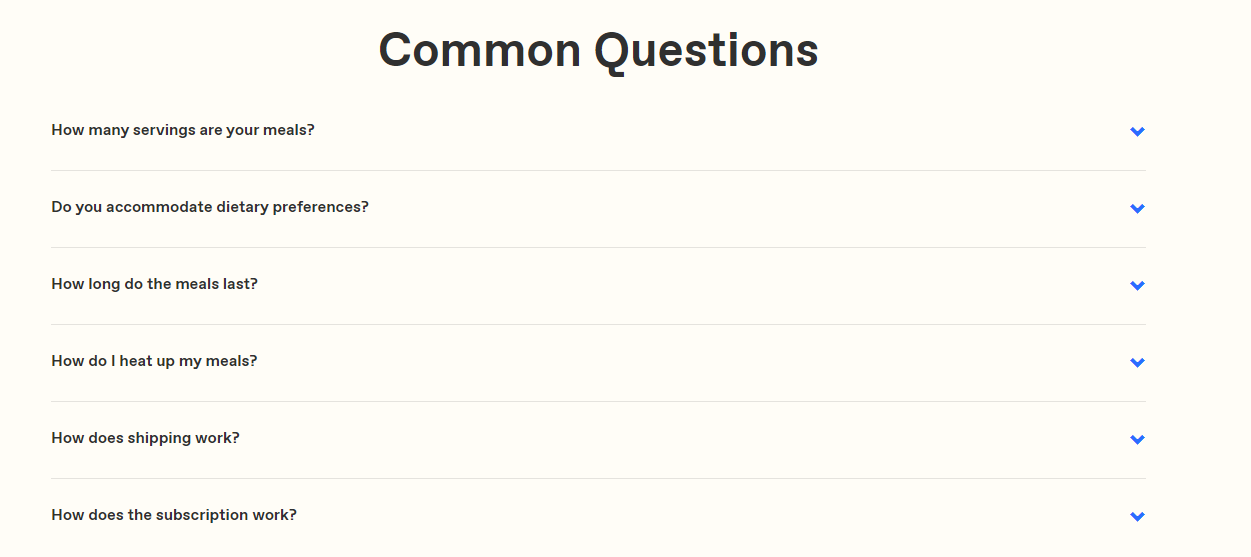 Common Questions
How many servings are your meals?
Do you accommodate dietary preferences?
How long do the meals last?
How do I heat up my meals?
How does shipping work?
How does the subscription work?